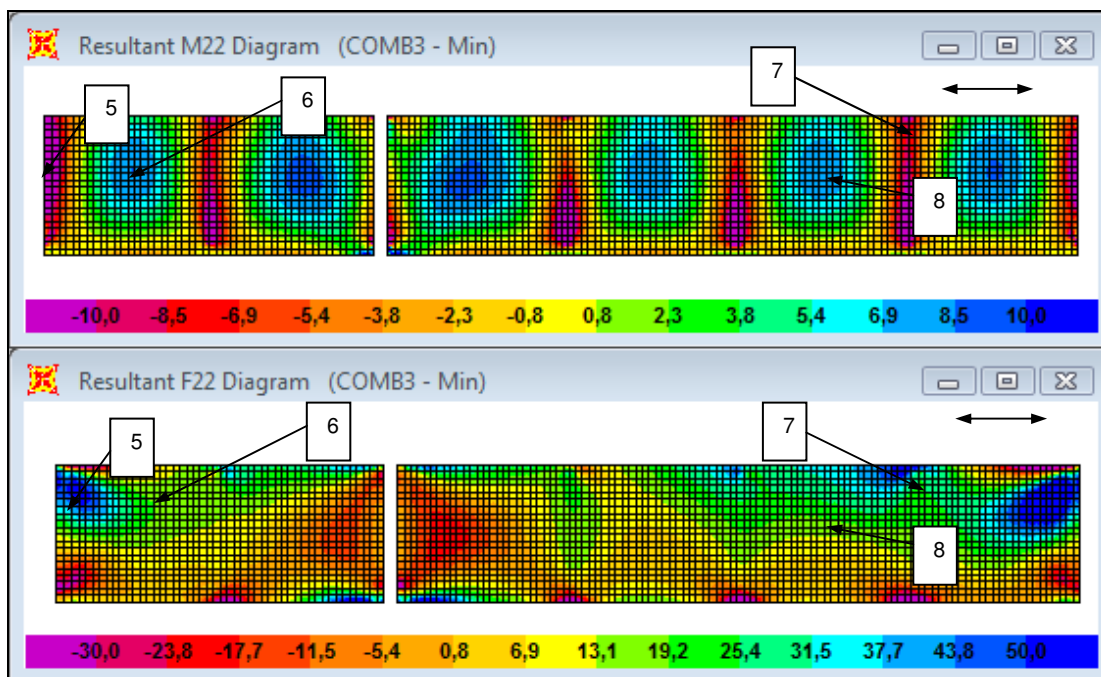 Resultant M22 Diagram (COMB3 - Min)
5
6
7
8
-10,0 -8,5 -6,9 -5,4 -3,8 -2,3 -0,8 0,8 2,3 3,8 5,4 6,9 8,5 10,0
Resultant F22 Diagram (COMB3 - Min)
5
6
7
8
-30,0 -23,8 -17,7 -11,5 -5,4 0,8 6,9 13,1 19,2 25,4 31,5 37,7 43,8 50,0